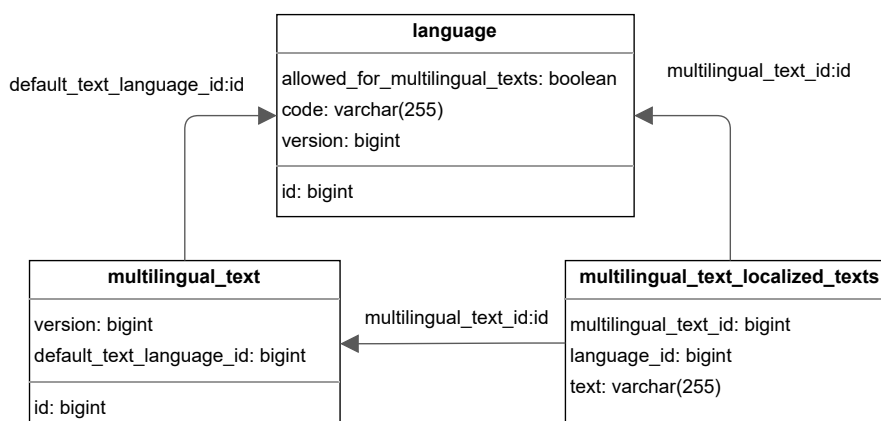 language
allowed_for_multilingual_texts: boolean
code: varchar(255)
version: bigint
id: bigint
default_text_language_id:id
multilingual_text_id:id
multilingual_text
version: bigint
default_text_language_id: bigint
id: bigint
multilingual_text_id:id
multilingual_text_localized_texts
multilingual_text_id: bigint
language_id: bigint
text: varchar(255)